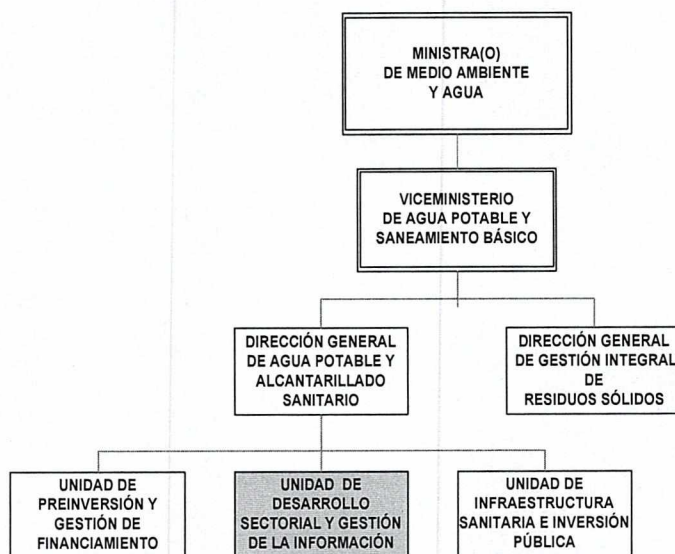 MINISTRA(O)
DE MEDIO AMBIENTE
Y AGUA
VICEMINISTERIO
DE AGUA POTABLE Y
SANEAMIENTO BÁSICO
DIRECCIÓN GENERAL
DE AGUA POTABLE Y
ALCANTARILLADO
SANITARIO
DIRECCIÓN GENERAL
DE GESTIÓN INTEGRAL
DE
RESIDUOS SÓLIDOS
UNIDAD DE
PREINVERSIÓN Y
GESTIÓN DE
FINANCIAMIENTO
UNIDAD DE
DESARROLLO
SECTORIAL Y GESTIÓN
DE LA INFORMACIÓN
UNIDAD DE
INFRAESTRUCTURA
SANITARIA E INVERSIÓN
PÚBLICA